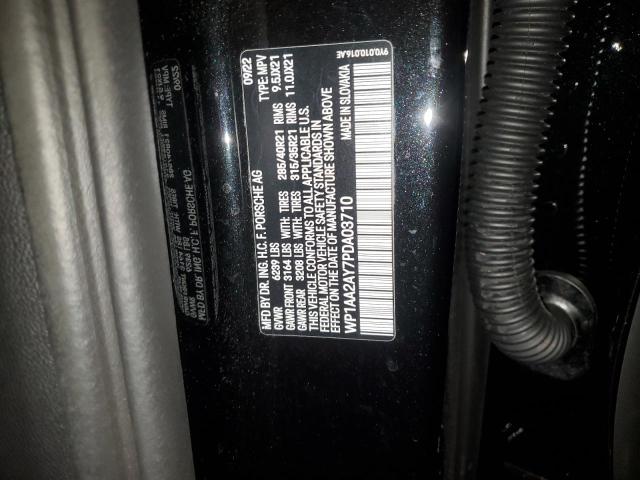 MFD BY DR. ING. H.C. F. PORSCHE AG 09/22
GVWR 6239 LBS TYPE: MPV
GAWR FRONT 3164 LBS WITH: TIRES 285/40R21 RIMS 9.5JX21
GAWR REAR 3208 LBS WITH: TIRES 315/35R21 RIMS 11.0JX21
THIS VEHICLE CONFORMS TO ALL APPLICABLE U.S.
FEDERAL MOTOR VEHICLE SAFETY STANDARDS IN
EFFECT ON THE DATE OF MANUFACTURE SHOWN ABOVE
WP1AA2AY7PDA03710 MADE IN SLOVAKIA
9Y0.010.016.AE